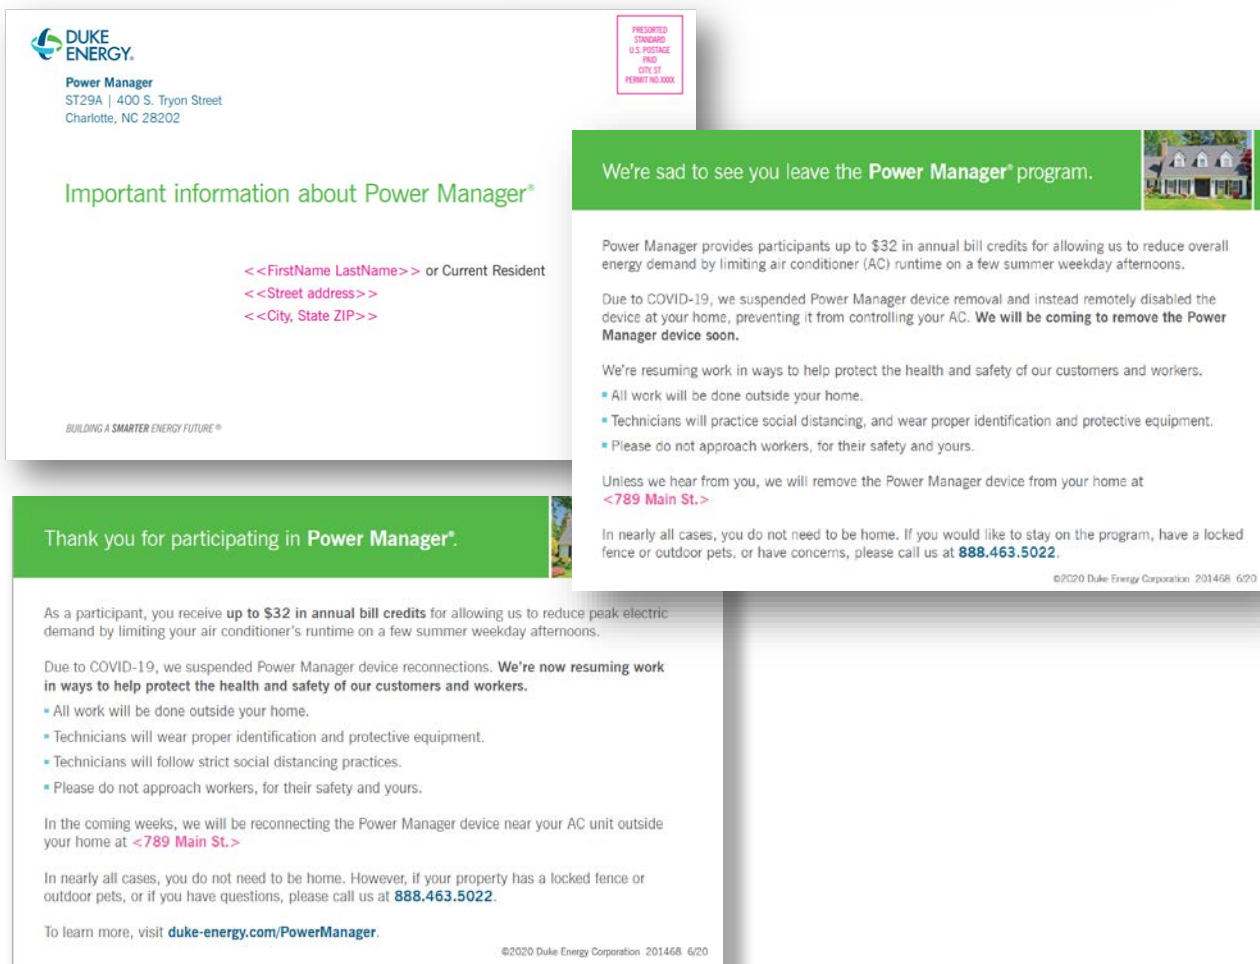 DUKE
ENERGY®
Power Manager
ST29A | 400 S. Tryon Street
Charlotte, NC 28202
PRESORTED
STANDARD
U.S. POSTAGE
PAID
CITY, ST
PERMIT NO.XXXX
Important information about Power Manager®
<<FirstName LastName>> or Current Resident
<<Street address>>
<<City, State ZIP>>
BUILDING A SMARTER ENERGY FUTURE ®
We're sad to see you leave the Power Manager® program.
Power Manager provides participants up to $32 in annual bill credits for allowing us to reduce overall
energy demand by limiting air conditioner (AC) runtime on a few summer weekday afternoons.
Due to COVID-19, we suspended Power Manager device removal and instead remotely disabled the
device at your home, preventing it from controlling your AC. We will be coming to remove the Power
Manager device soon.
We're resuming work in ways to help protect the health and safety of our customers and workers.
▪ All work will be done outside your home.
▪ Technicians will practice social distancing, and wear proper identification and protective equipment.
▪ Please do not approach workers, for their safety and yours.
Unless we hear from you, we will remove the Power Manager device from your home at
<789 Main St.>
In nearly all cases, you do not need to be home. If you would like to stay on the program, have a locked
fence or outdoor pets, or have concerns, please call us at 888.463.5022.
©2020 Duke Energy Corporation 201468 6/20
Thank you for participating in Power Manager®.
As a participant, you receive up to $32 in annual bill credits for allowing us to reduce peak electric
demand by limiting your air conditioner's runtime on a few summer weekday afternoons.
Due to COVID-19, we suspended Power Manager device reconnections. We're now resuming work
in ways to help protect the health and safety of our customers and workers.
▪ All work will be done outside your home.
▪ Technicians will wear proper identification and protective equipment.
▪ Technicians will follow strict social distancing practices.
▪ Please do not approach workers, for their safety and yours.
In the coming weeks, we will be reconnecting the Power Manager device near your AC unit outside
your home at <789 Main St.>
In nearly all cases, you do not need to be home. However, if your property has a locked fence or
outdoor pets, or if you have questions, please call us at 888.463.5022.
To learn more, visit duke-energy.com/PowerManager.
©2020 Duke Energy Corporation 201468 6/20